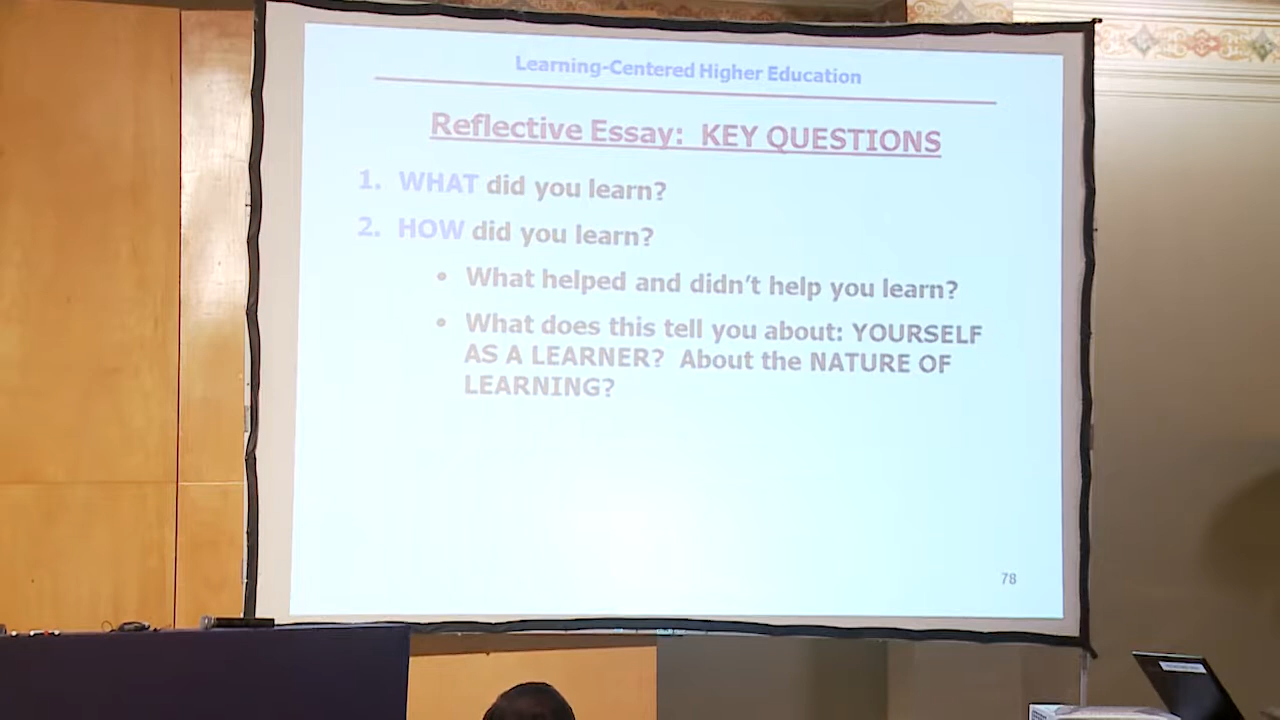 Learning-Centered Higher Education
Reflective Essay: KEY QUESTIONS
1. WHAT did you learn?
2. HOW did you learn?
• What helped and didn't help you learn?
• What does this tell you about: YOURSELF
AS A LEARNER? About the NATURE OF
LEARNING?
78